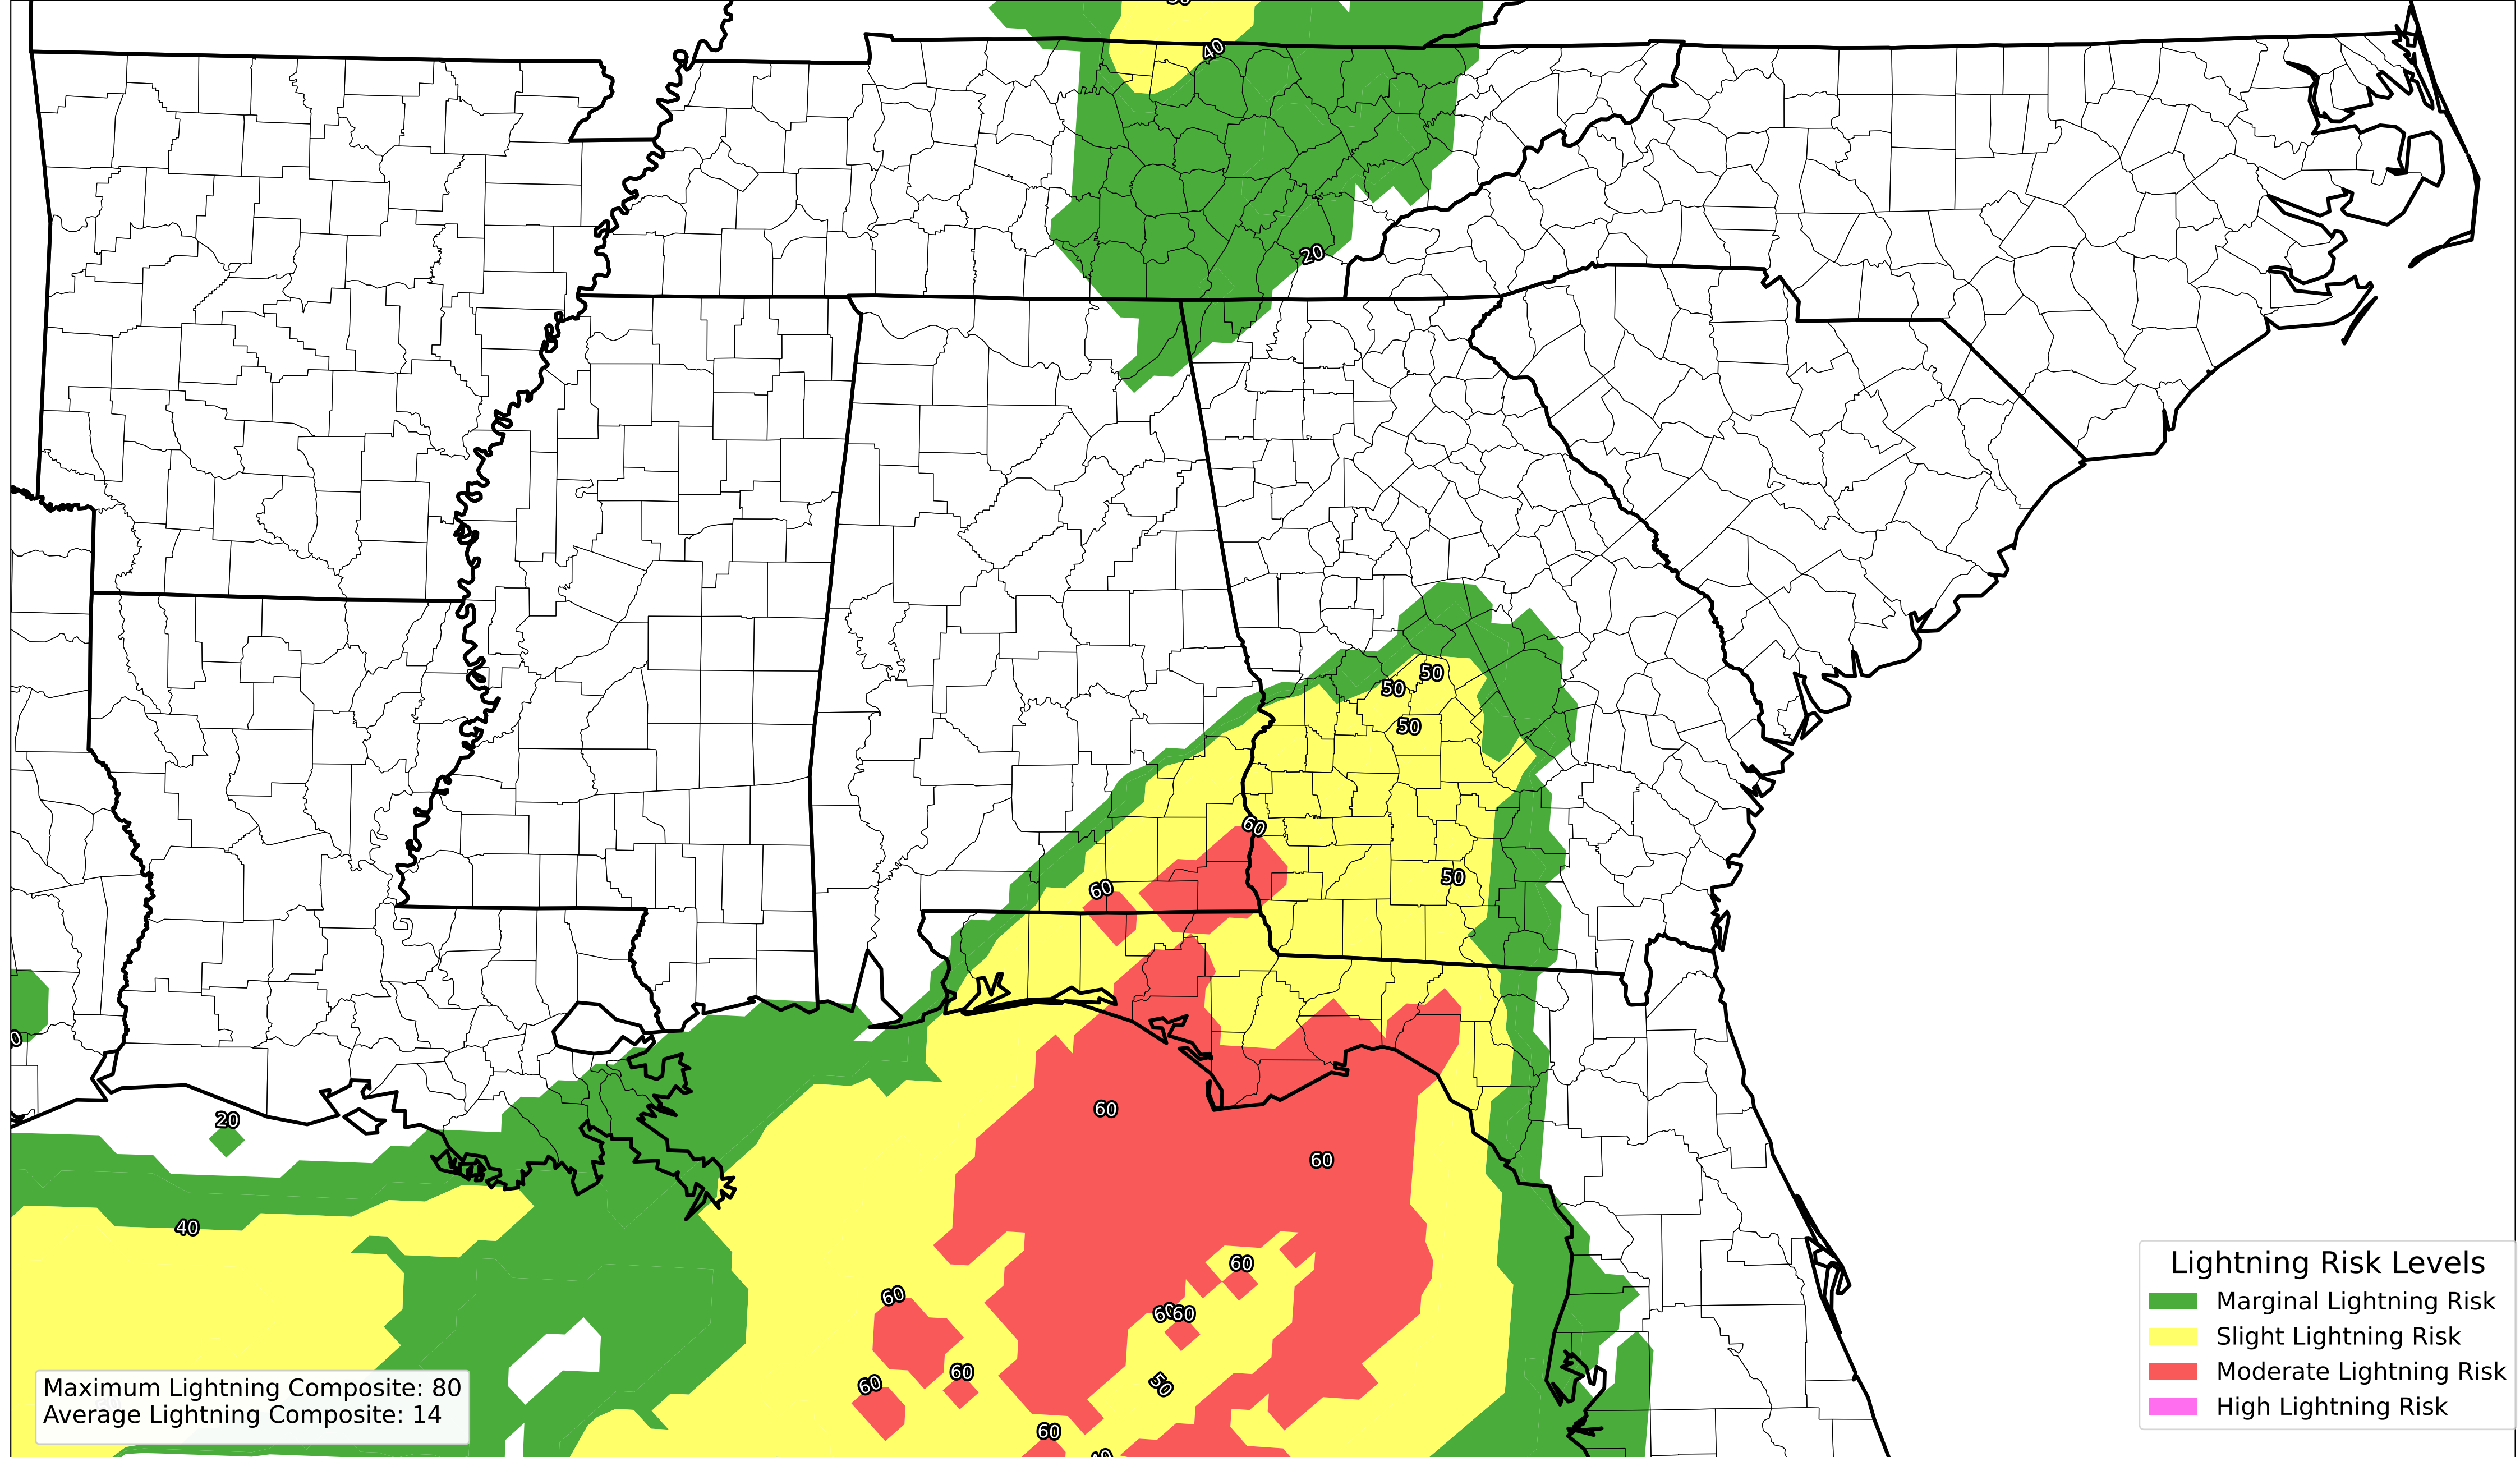 40
20
50
50
50
60
60
50
20
60
60
40
60
60
60
60
60
60
50
60
Lightning Risk Levels
Marginal Lightning Risk
Slight Lightning Risk
Moderate Lightning Risk
High Lightning Risk
Maximum Lightning Composite: 80
Average Lightning Composite: 14